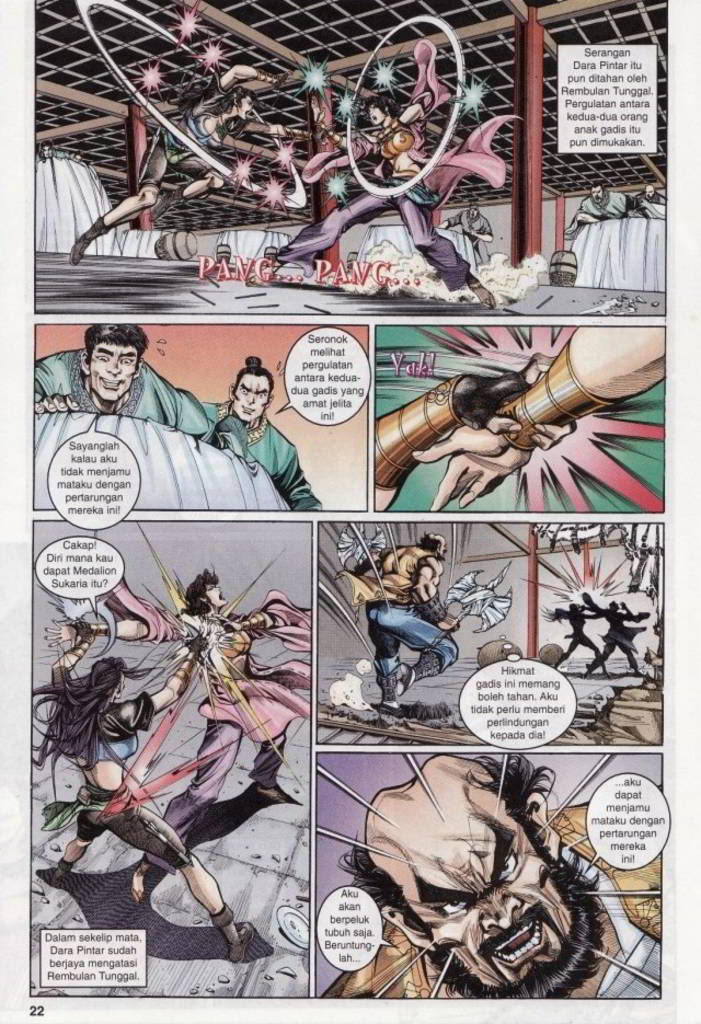 Serangan
Dara Pintar itu
pun ditahan oleh
Rembulan Tunggal.
Pergulatan antara
kedua-dua orang
anak gadis itu
pun dimukakan.
PANG... PANG...
Seronok
melihat
pergulatan
antara kedua-
dua gadis yang
amat jelita
ini!
Sayanglah
kalau aku
tidak menjamu
mataku dengan
pertarungan
mereka ini!
Yak!
Cakap!
Diri mana kau
dapat Medalion
Sukaria itu?
Hikmat
gadis ini memang
boleh tahan. Aku
tidak perlu memberi
perlindungan
kepada dia!
Dalam sekelip mata,
Dara Pintar sudah
berjaya mengatasi
Rembulan Tunggal.
...aku
dapat
menjamu
mataku dengan
pertarungan
mereka
ini!
Aku
akan
berpeluk
tubuh saja.
Beruntung-
lah...
22